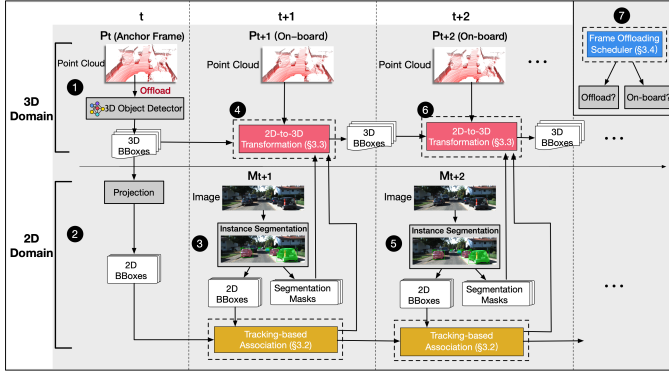 t
t+1
t+2
7
Pt (Anchor Frame)
Pt+1 (On-board)
Pt+2 (On-board)
Frame Offloading
Scheduler (§3.4)
Point Cloud
Point Cloud
Point Cloud
...
Offload
Offload?
On-board?
1
3D Object Detector
4
6
3D
Domain
2D-to-3D
Transformation (§3.3)
3D
BBoxes
2D-to-3D
Transformation (§3.3)
3D
BBoxes
...
3D
BBoxes
Projection
Mt+1
Mt+2
Image
Image
2
3
Instance Segmentation
5
Instance Segmentation
2D
Domain
2D
BBoxes
2D
BBoxes
Segmentation
Masks
2D
BBoxes
Segmentation
Masks
...
Tracking-based
Association (§3.2)
Tracking-based
Association (§3.2)